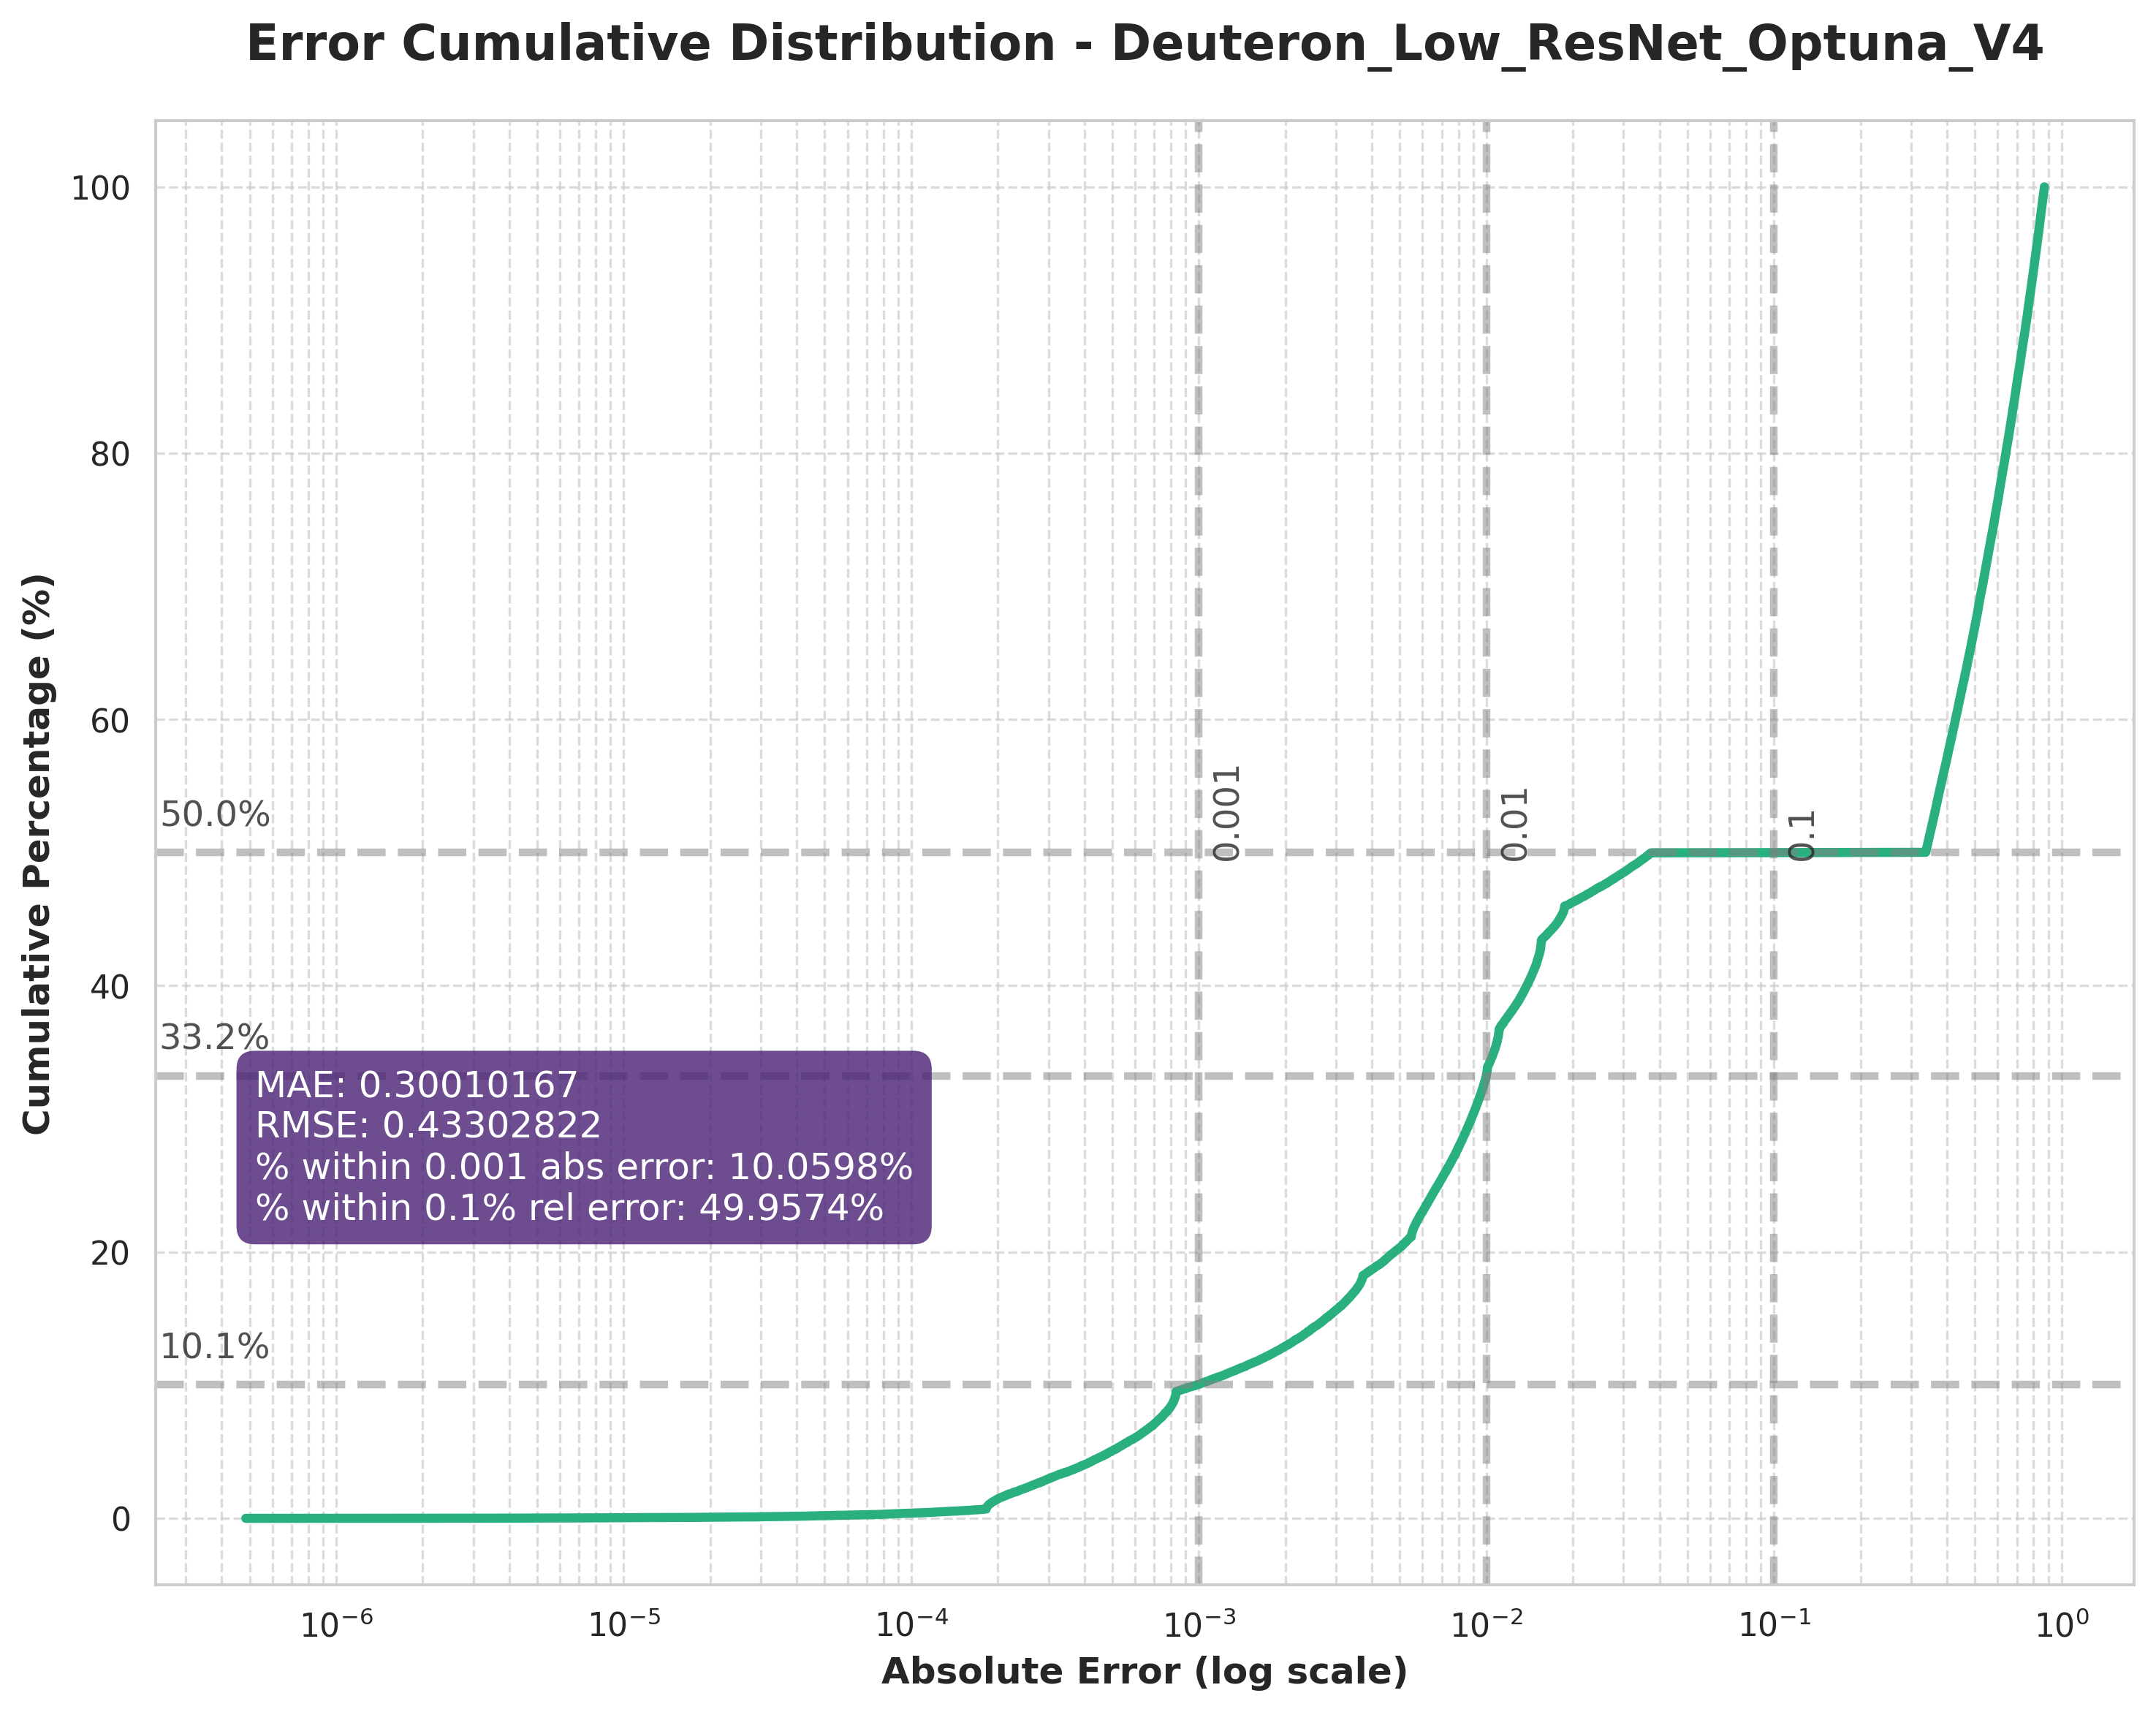 Error Cumulative Distribution - Deuteron_Low_ResNet_Optuna_V4
Cumulative Percentage (%)
100
80
60
40
20
0
50.0%
33.2%
10.1%
0.001
0.01
0.1
MAE: 0.30010167
RMSE: 0.43302822
% within 0.001 abs error: 10.0598%
% within 0.1% rel error: 49.9574%
10⁻⁶
10⁻⁵
10⁻⁴
10⁻³
10⁻²
10⁻¹
10⁰
Absolute Error (log scale)